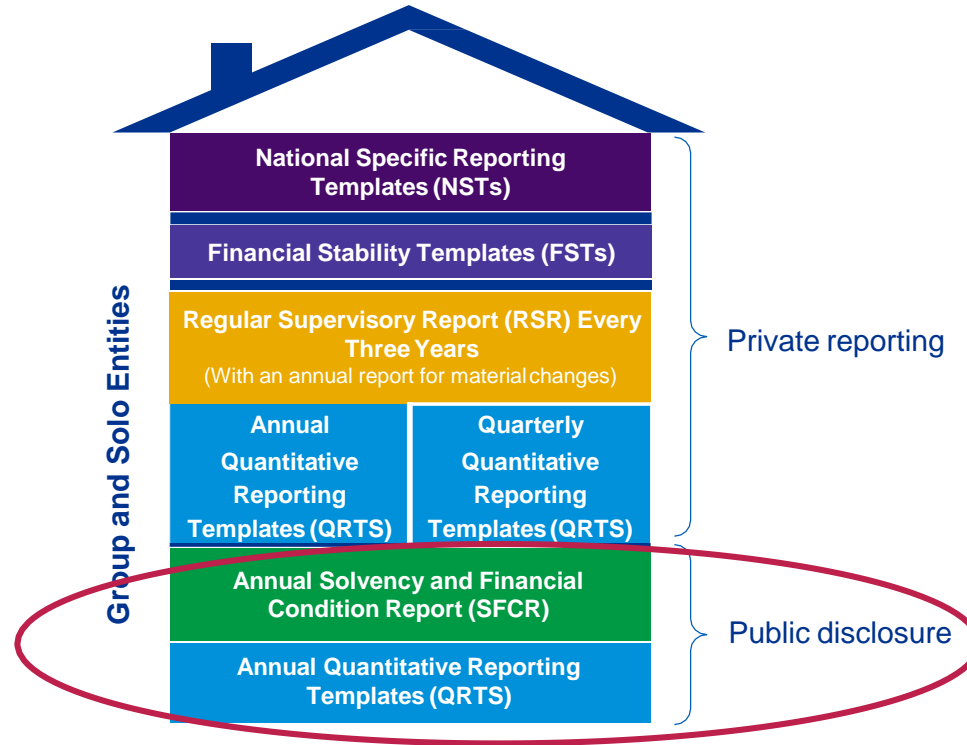 National Specific Reporting
Templates (NSTs)
Financial Stability Templates (FSTs)
Regular Supervisory Report (RSR) Every
Three Years
(With an annual report for material changes)
Annual
Quantitative
Reporting
Templates (QRTS)
Quarterly
Quantitative
Reporting
Templates (QRTS)
Annual Solvency and Financial
Condition Report (SFCR)
Annual Quantitative Reporting
Templates (QRTS)
Group and Solo Entities
Private reporting
Public disclosure